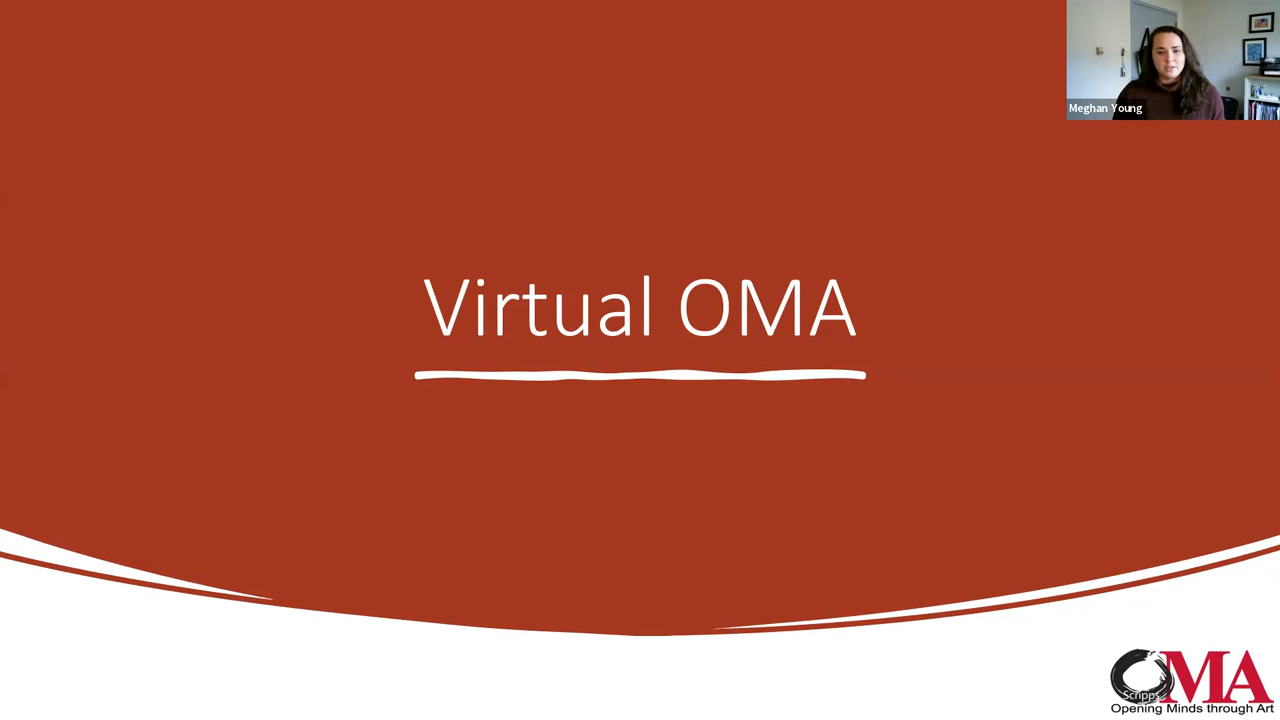 Meghan Young
Virtual OMA
OMA
Scripps
Opening Minds through Art